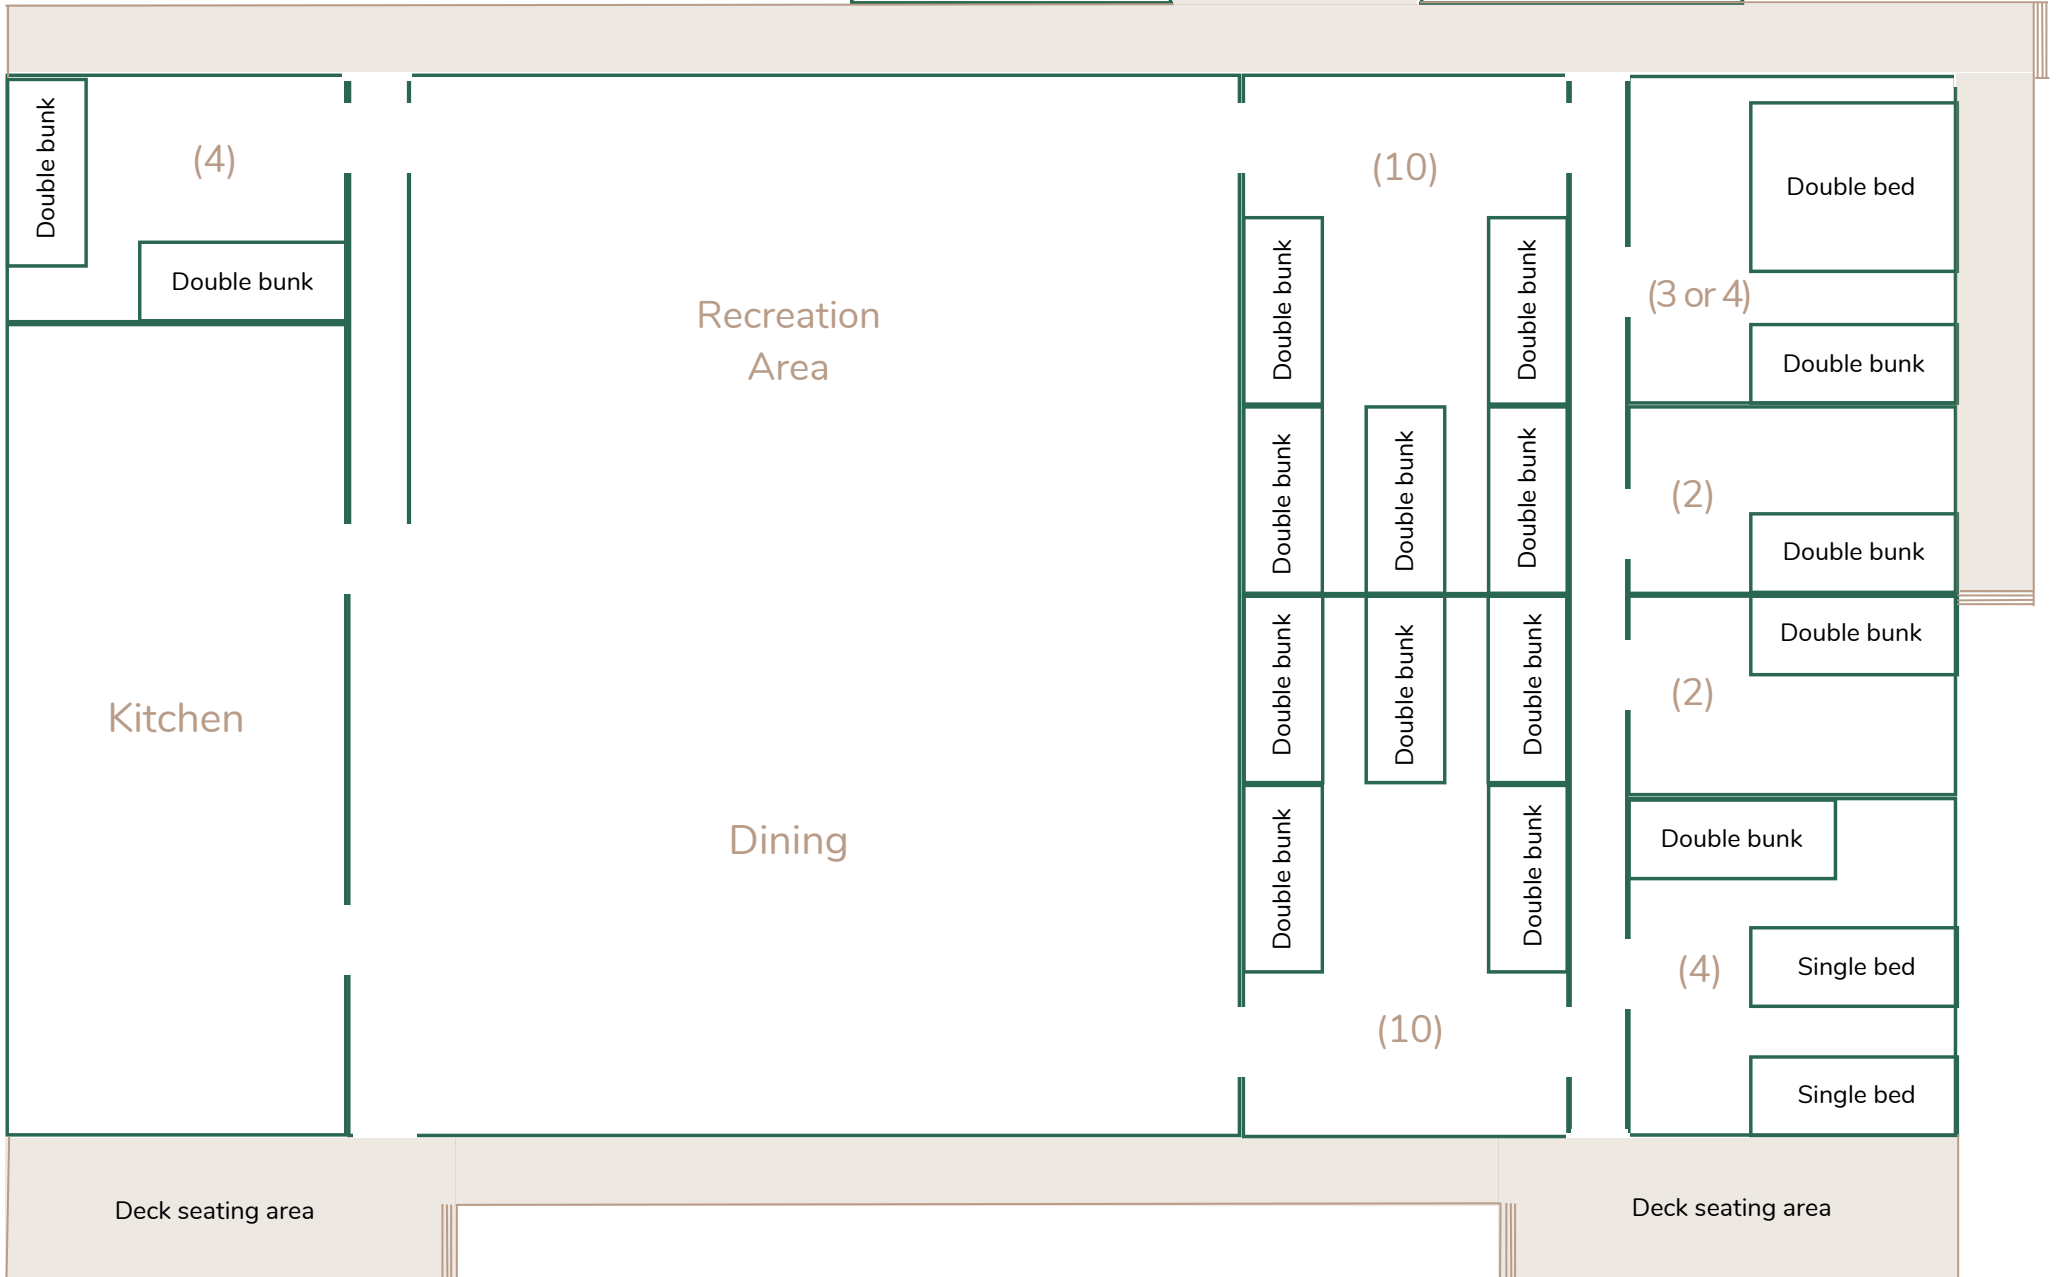 Double bunk
(4)
Double bunk
Kitchen
Recreation
Area
Dining
(10)
Double bunk
Double bunk
Double bunk
Double bunk
Double bunk
Double bunk
Double bunk
Double bunk
Double bunk
Double bunk
(10)
Double bed
(3 or 4)
Double bunk
(2)
Double bunk
Double bunk
(2)
Double bunk
(4)
Single bed
Single bed
Deck seating area
Deck seating area